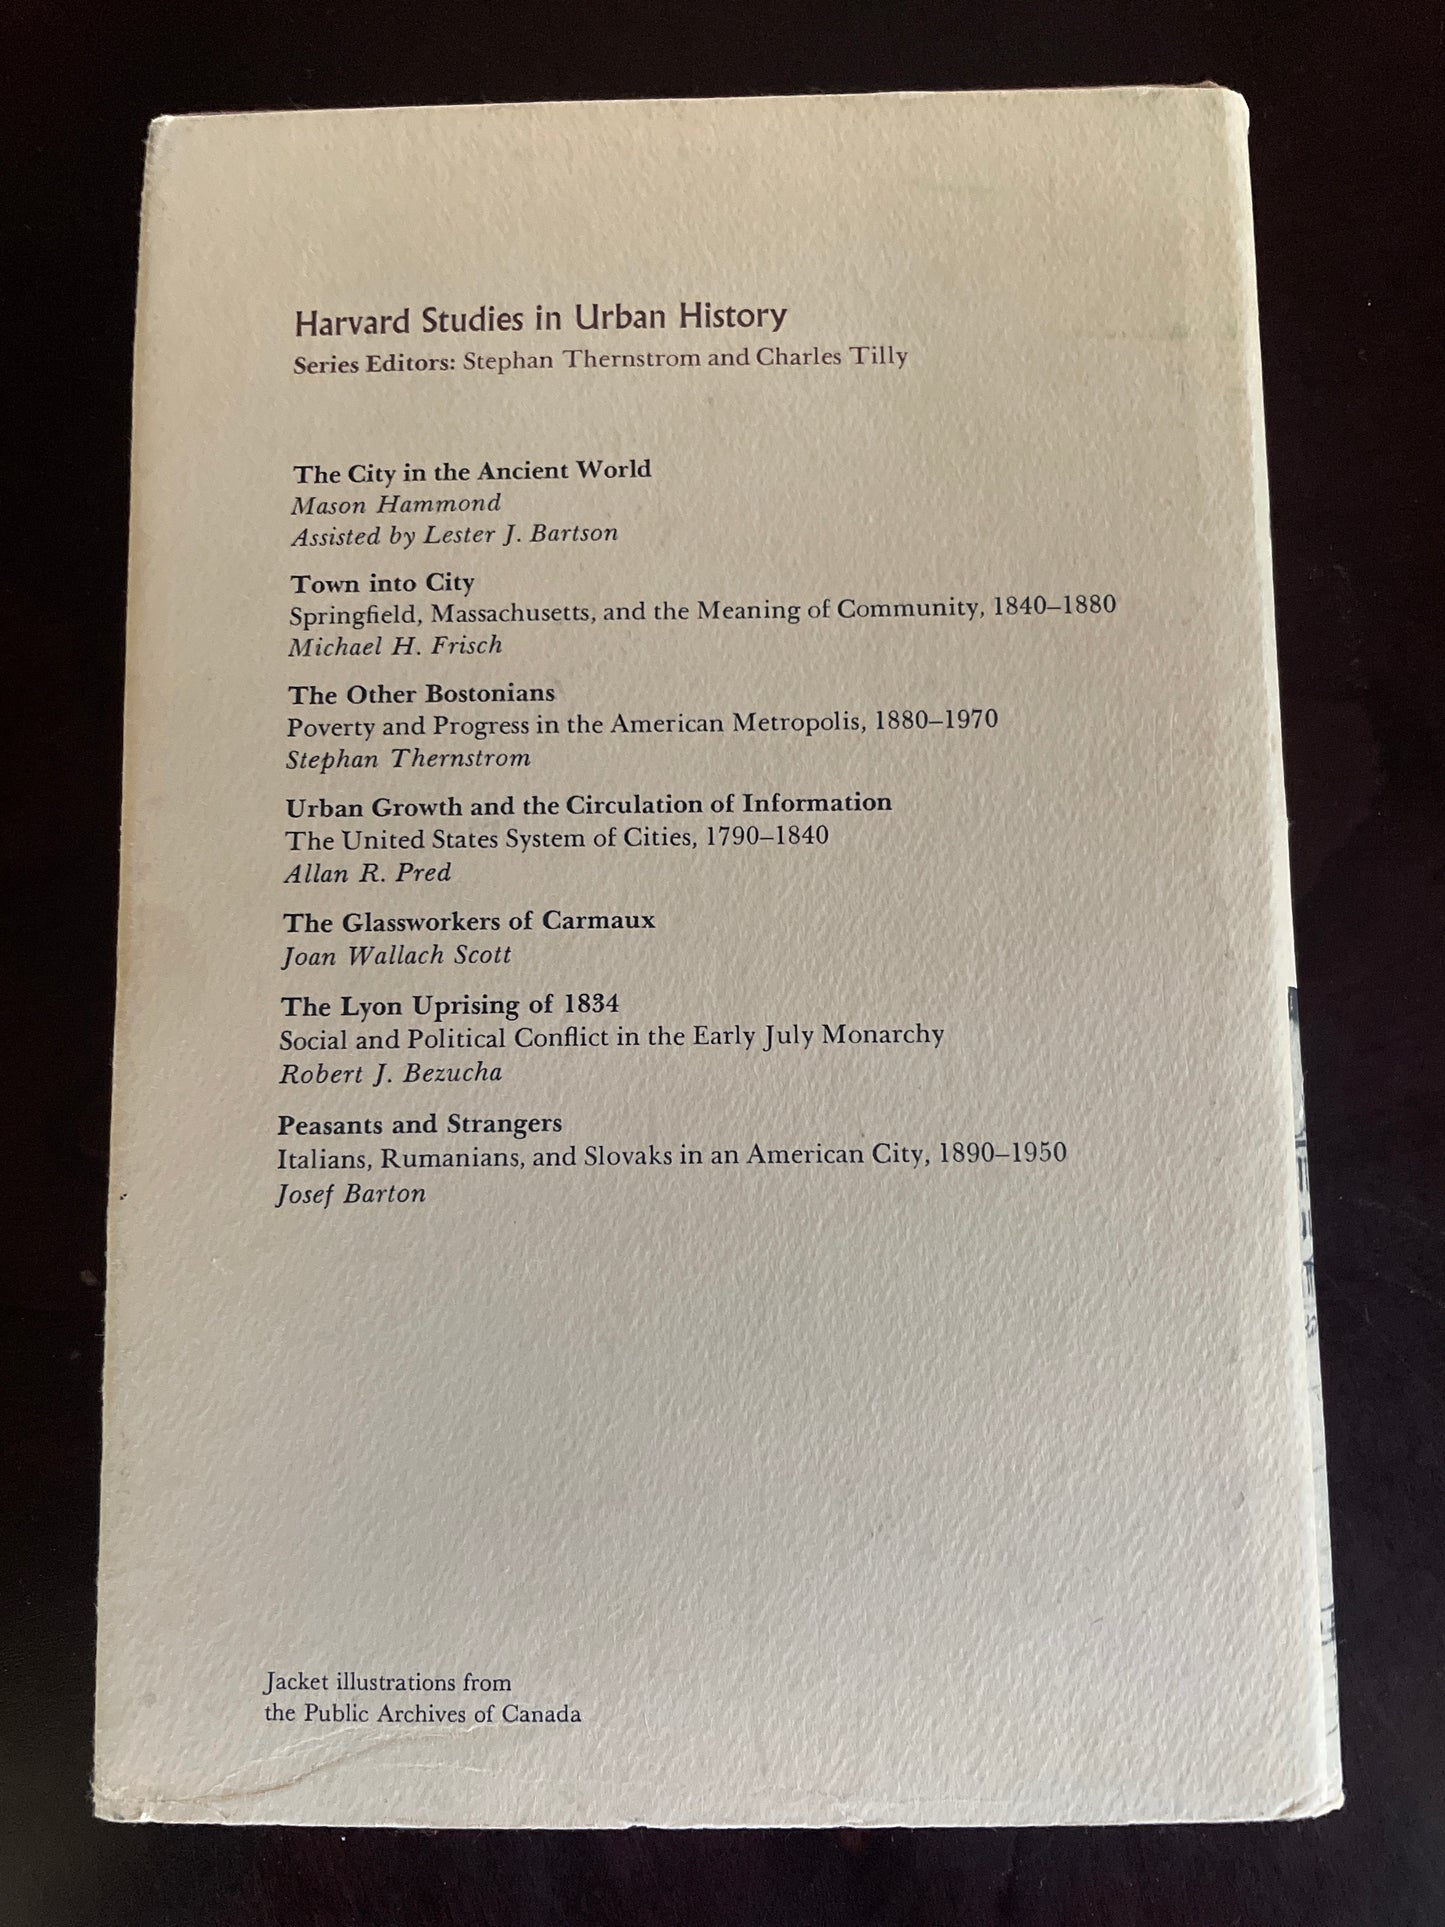 Harvard Studies in Urban History
Series Editors: Stephan Thernstrom and Charles Tilly
The City in the Ancient World
Mason Hammond
Assisted by Lester J. Bartson
Town into City
Springfield, Massachusetts, and the Meaning of Community, 1840–1880
Michael H. Frisch
The Other Bostonians
Poverty and Progress in the American Metropolis, 1880–1970
Stephan Thernstrom
Urban Growth and the Circulation of Information
The United States System of Cities, 1790–1840
Allan R. Pred
The Glassworkers of Carmaux
Joan Wallach Scott
The Lyon Uprising of 1834
Social and Political Conflict in the Early July Monarchy
Robert J. Bezucha
Peasants and Strangers
Italians, Rumanians, and Slovaks in an American City, 1890–1950
Josef Barton
Jacket illustrations from
the Public Archives of Canada